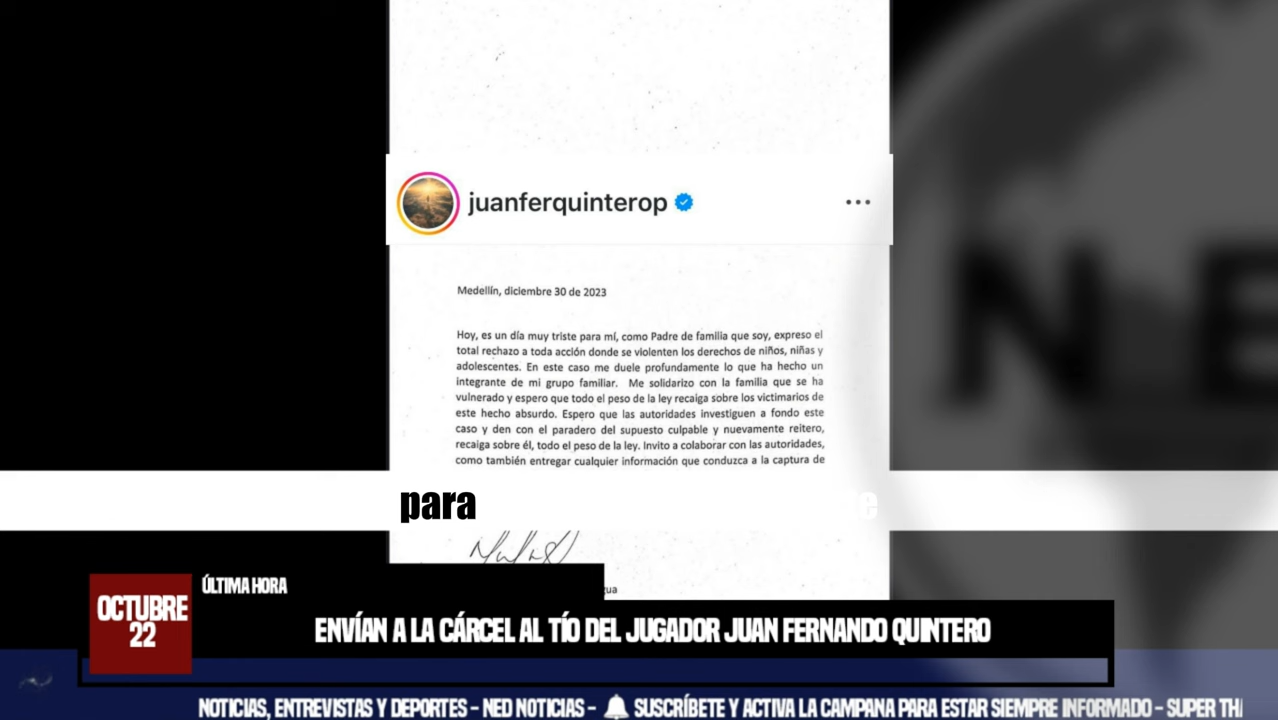 juanferquinterop
Medellín, diciembre 30 de 2023
Hoy, es un día muy triste para mí, como Padre de familia que soy, expreso el
total rechazo a toda acción donde se violenten los derechos de niños, niñas y
adolescentes. En este caso me duele profundamente lo que ha hecho un
integrante de mi grupo familiar. Me solidarizo con la familia que se ha
vulnerado y espero que todo el peso de la ley recaiga sobre los victimarios de
este hecho absurdo. Espero que las autoridades investiguen a fondo este
caso y den con el paradero del supuesto culpable y nuevamente reitero,
recaiga sobre él, todo el peso de la ley. Invito a colaborar con las autoridades,
como también entregar cualquier información que conduzca a la captura de
para e
gua
NE
OCTUBRE
22
ÚLTIMA HORA
ENVÍAN A LA CÁRCEL AL TÍO DEL JUGADOR JUAN FERNANDO QUINTERO
NOTICIAS, ENTREVISTAS Y DEPORTES - NED NOTICIAS - SUSCRÍBETE Y ACTIVA LA CAMPANA PARA ESTAR SIEMPRE INFORMADO - SUPER TH